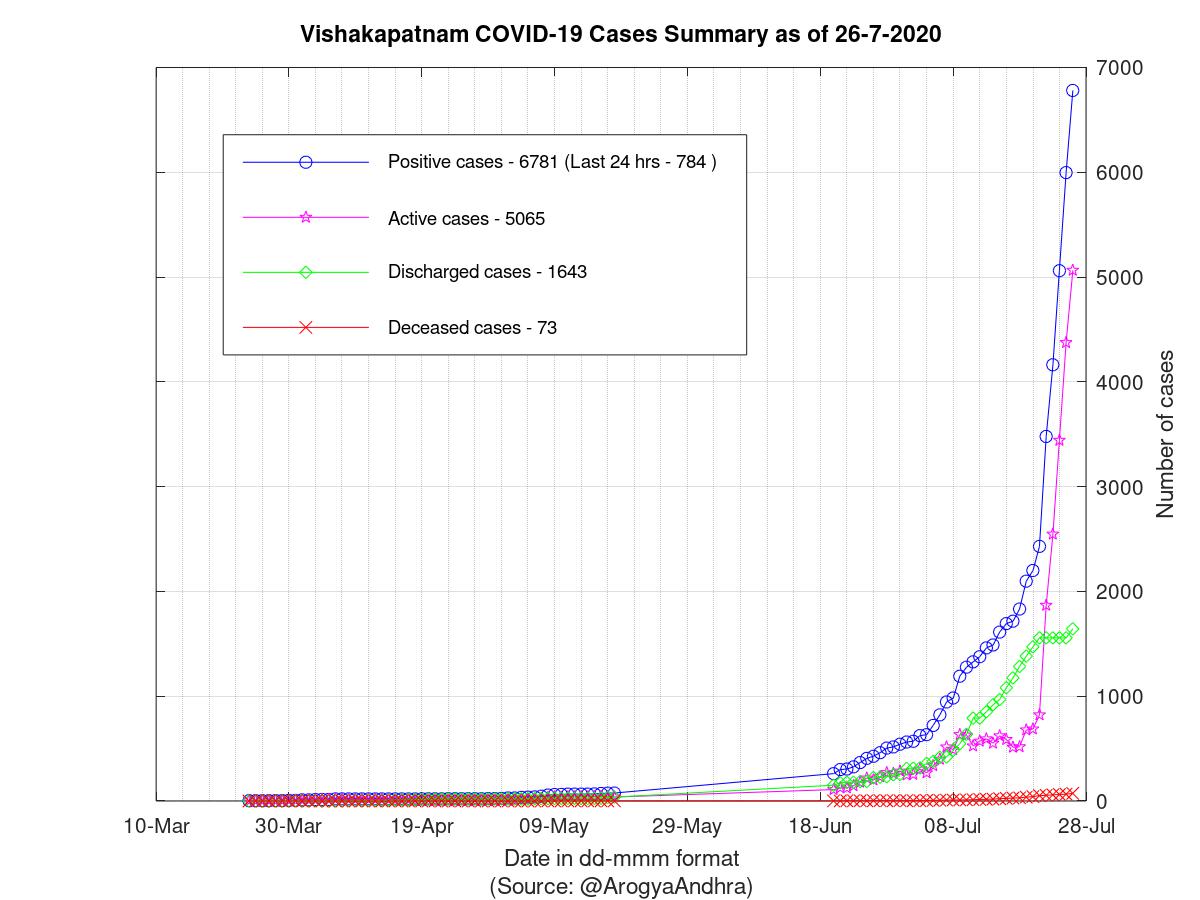 Vishakapatnam COVID-19 Cases Summary as of 26-7-2020
Positive cases - 6781 (Last 24 hrs - 784 )
Active cases - 5065
Discharged cases - 1643
Deceased cases - 73
7000
6000
5000
4000
3000
2000
1000
0
Number of cases
10-Mar 30-Mar 19-Apr 09-May 29-May 18-Jun 08-Jul 28-Jul
Date in dd-mmm format
(Source: @ArogyaAndhra)